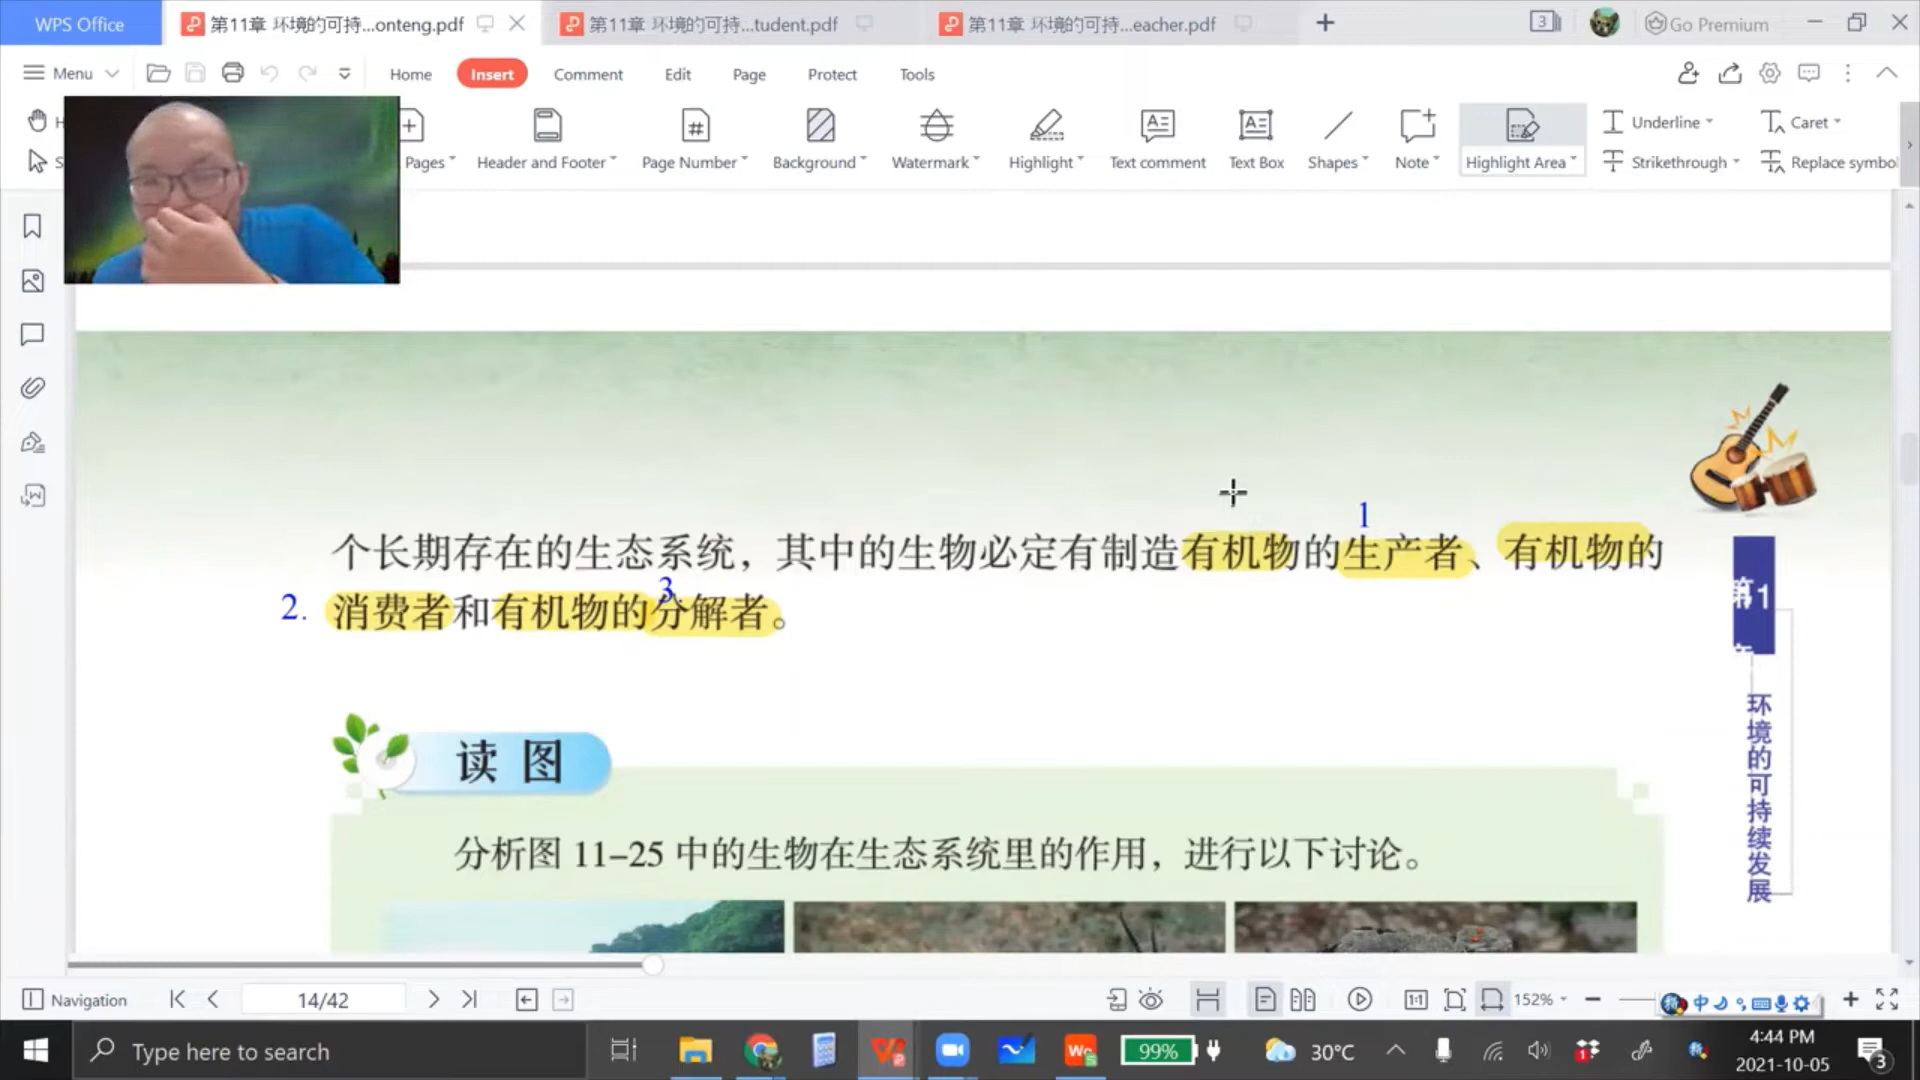 WPS Office
第11章 环境的可持...onteng.pdf
第11章 环境的可持...tudent.pdf
第11章 环境的可持...eacher.pdf
3
Go Premium
Menu
Home
Insert
Comment
Edit
Page
Protect
Tools
Pages
Header and Footer
Page Number
Background
Watermark
Highlight
Text comment
Text Box
Shapes
Note
Highlight Area
Underline
Strikethrough
Caret
Replace symbol
1
个长期存在的生态系统，其中的生物必定有制造有机物的生产者、有机物的
2. 消费者和有机物的分解者。
3.
环境的可持续发展
读图
分析图 11-25 中的生物在生态系统里的作用，进行以下讨论。
Navigation
14/42
152%
中
Type here to search
99%
30°C
4:44 PM
2021-10-05
3